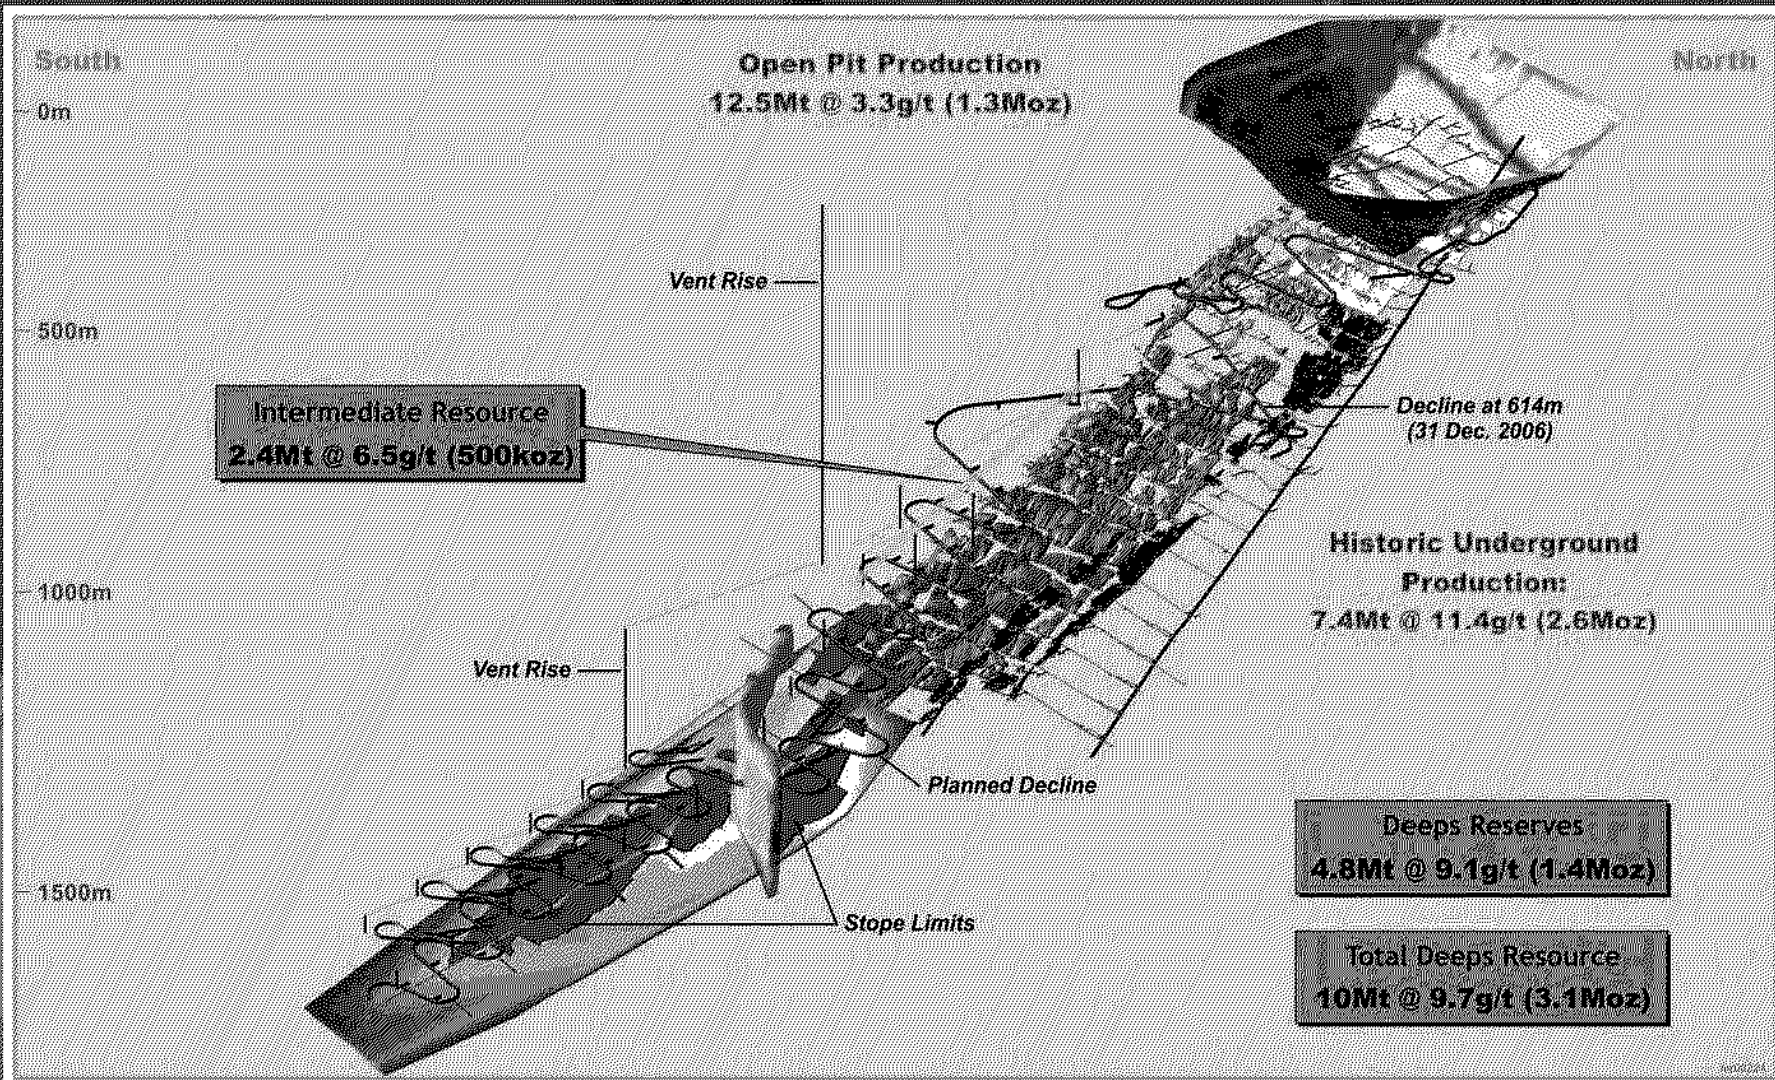 South
North
Open Pit Production
12.5Mt @ 3.3g/t (1.3Moz)
0m
Vent Rise
500m
Intermediate Resource
2.4Mt @ 6.5g/t (500koz)
Decline at 614m
(31 Dec. 2006)
Historic Underground
Production:
7.4Mt @ 11.4g/t (2.6Moz)
1000m
Vent Rise
Planned Decline
Deeps Reserves
4.8Mt @ 9.1g/t (1.4Moz)
1500m
Stope Limits
Total Deeps Resource
10Mt @ 9.7g/t (3.1Moz)